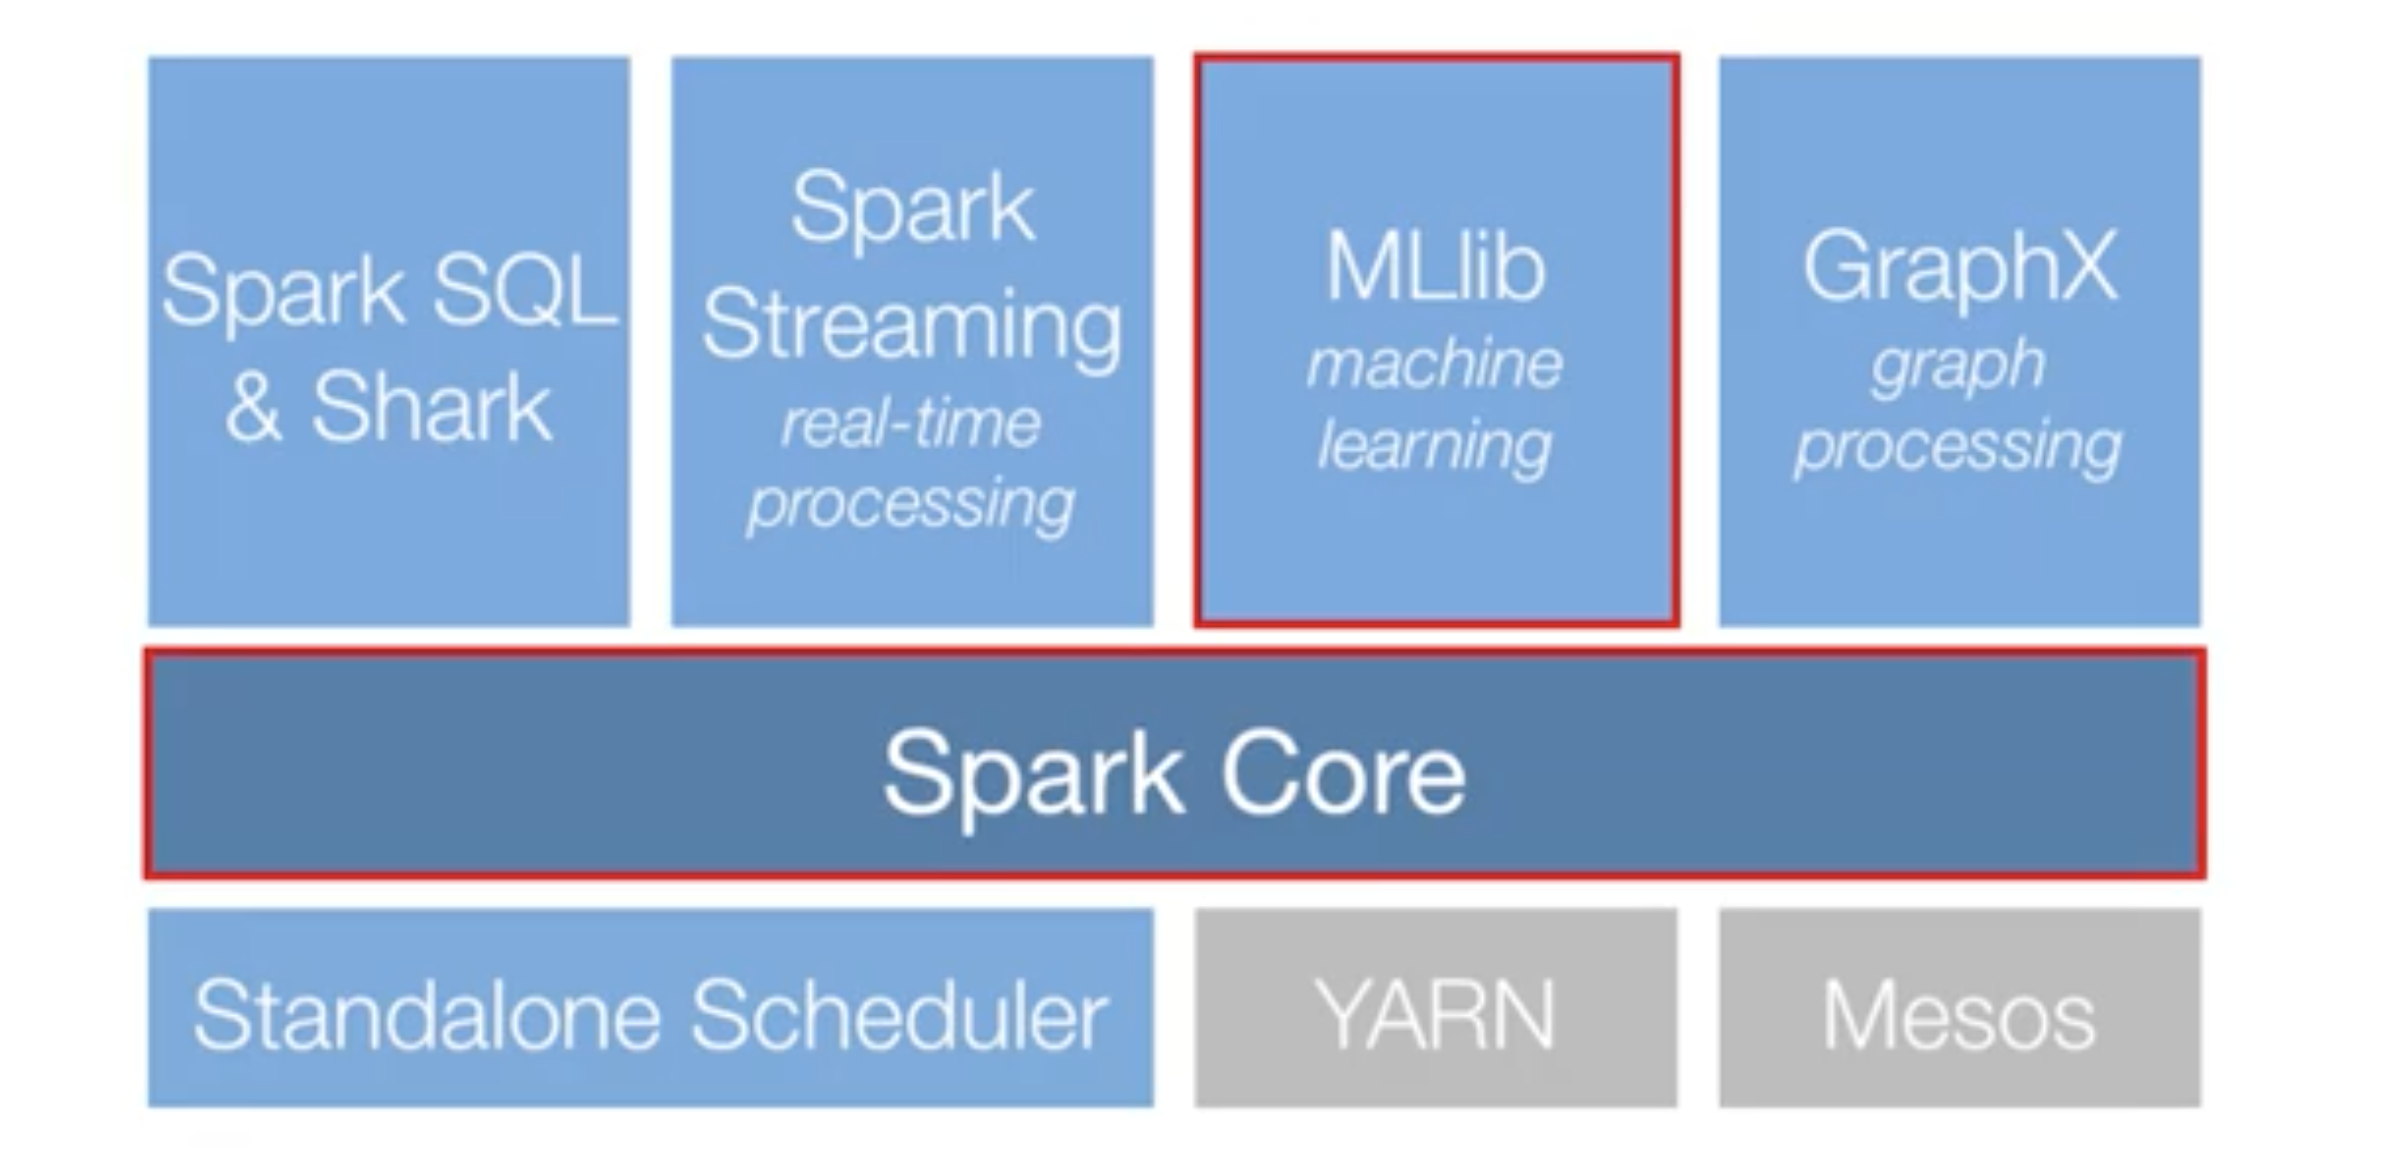 Spark SQL
& Shark
Spark
Streaming
real-time
processing
MLlib
machine
learning
GraphX
graph
processing
Spark Core
Standalone Scheduler
YARN
Mesos